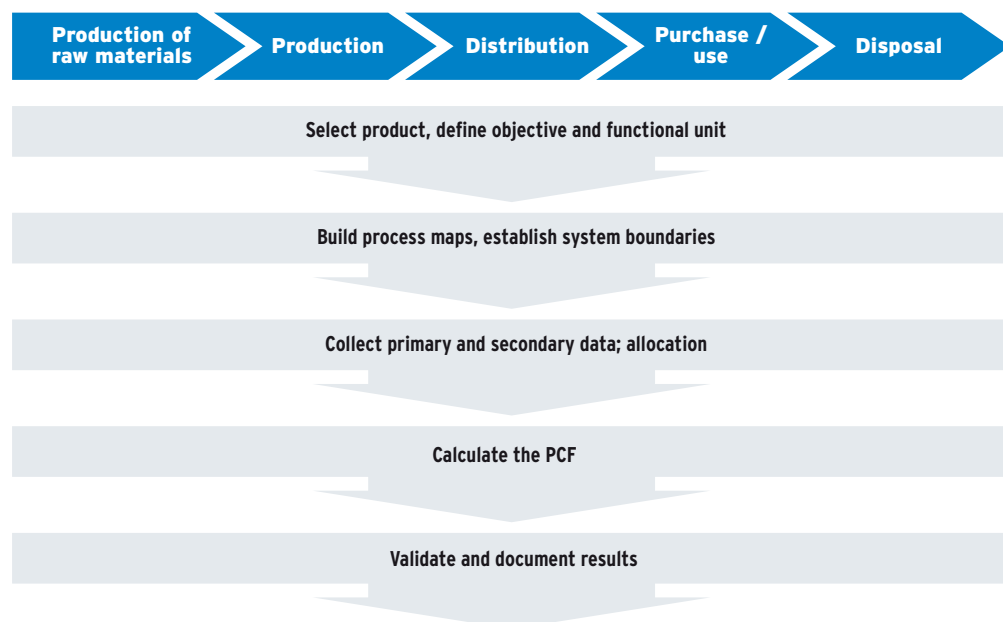 Production of
raw materials
Production
Distribution
Purchase /
use
Disposal
Select product, define objective and functional unit
Build process maps, establish system boundaries
Collect primary and secondary data; allocation
Calculate the PCF
Validate and document results